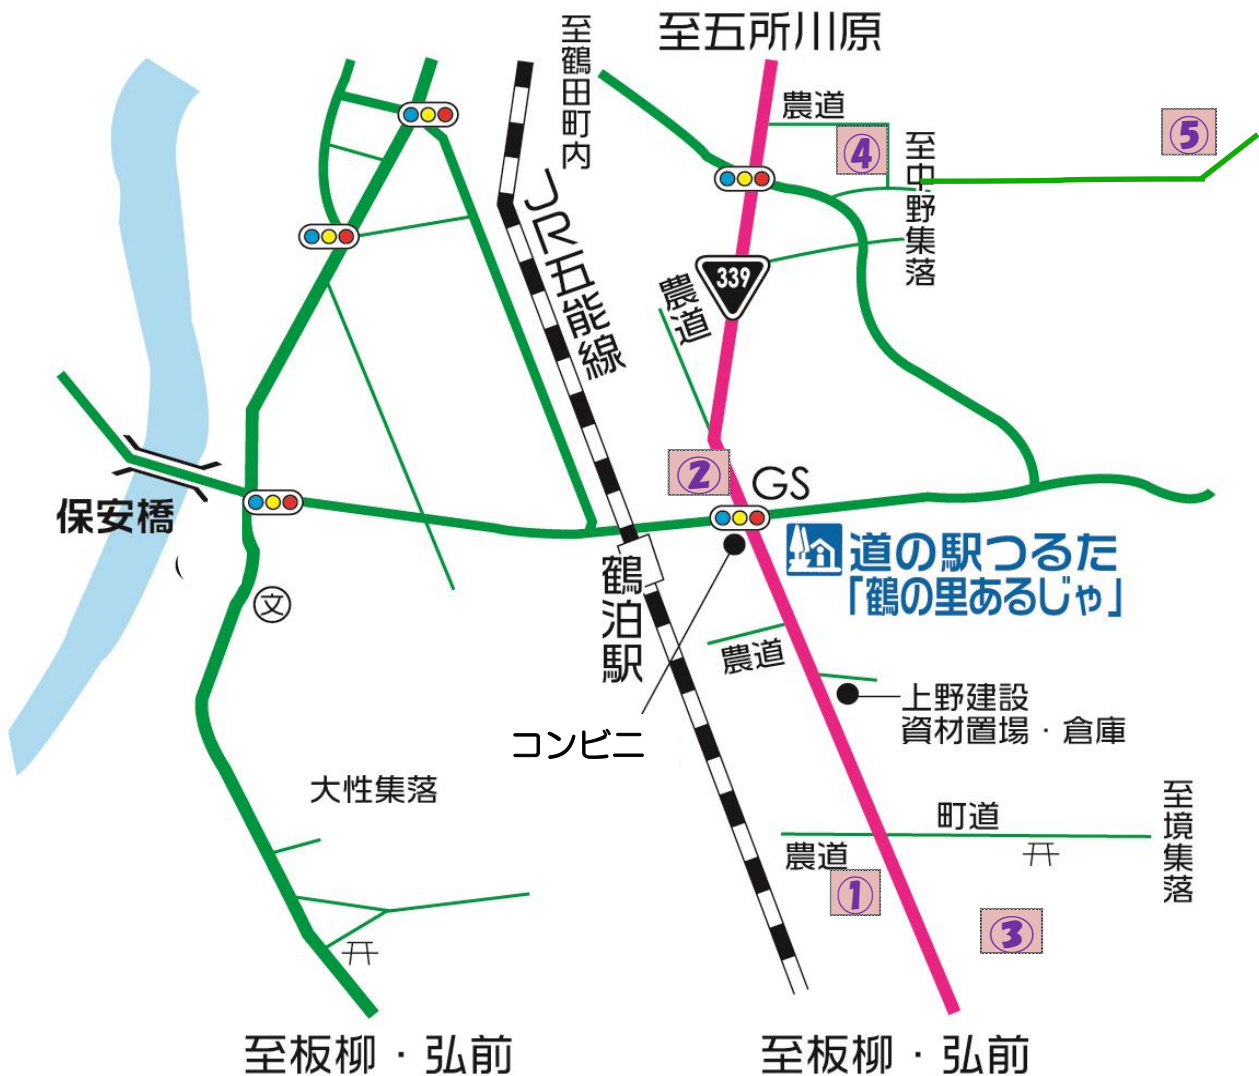 至五所川原
至鶴田町内
農道
④
⑤
至中野集落
JR五能線
339
農道
②
GS
保安橋
道の駅つるた
「鶴の里あるじゃ」
鶴泊駅
文
農道
上野建設
資材置場・倉庫
コンビニ
大性集落
町道
至境集落
農道
①
③
至板柳・弘前
至板柳・弘前